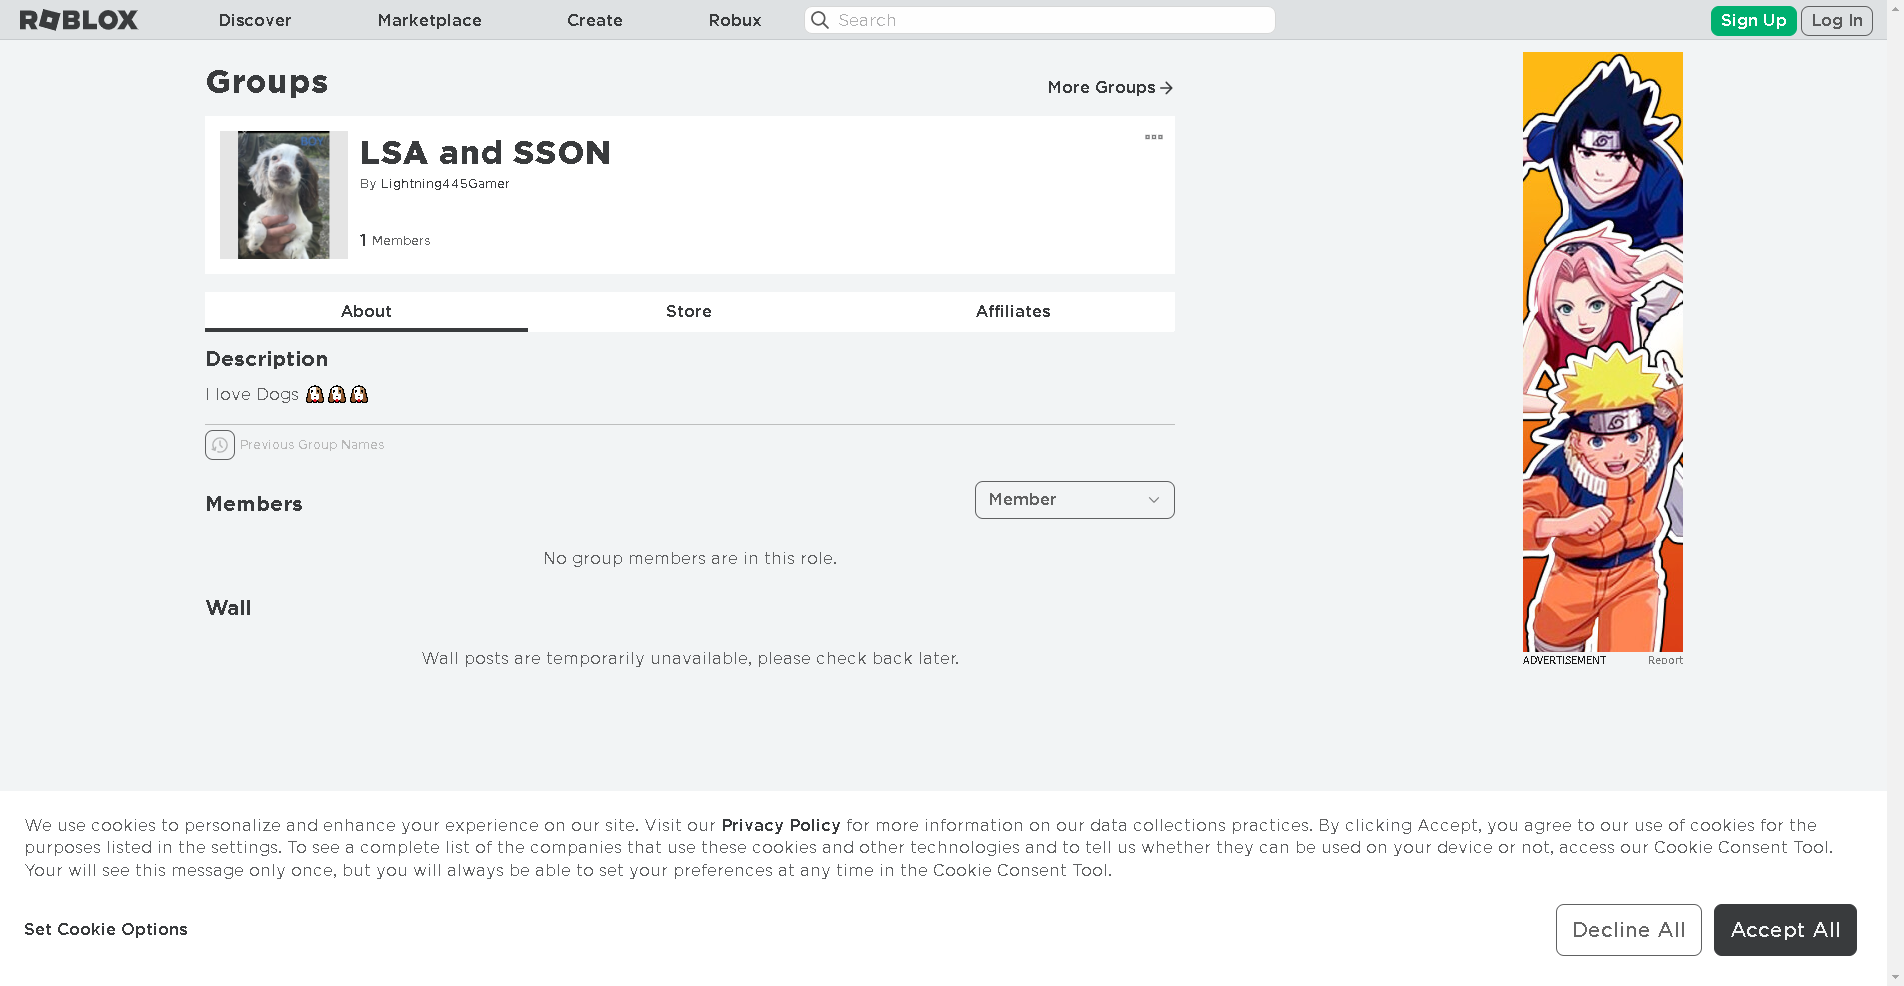 ROBLOX
Discover
Marketplace
Create
Robux
Search
Sign Up
Log In
Groups
More Groups
LSA and SSON
By Lightning445Gamer
1 Members
About
Store
Affiliates
Description
I love Dogs 🐶🐶🐶
Previous Group Names
Members
Member
No group members are in this role.
Wall
Wall posts are temporarily unavailable, please check back later.
ADVERTISEMENT
Report
We use cookies to personalize and enhance your experience on our site. Visit our Privacy Policy for more information on our data collections practices. By clicking Accept, you agree to our use of cookies for the
purposes listed in the settings. To see a complete list of the companies that use these cookies and other technologies and to tell us whether they can be used on your device or not, access our Cookie Consent Tool.
Your will see this message only once, but you will always be able to set your preferences at any time in the Cookie Consent Tool.
Set Cookie Options
Decline All
Accept All